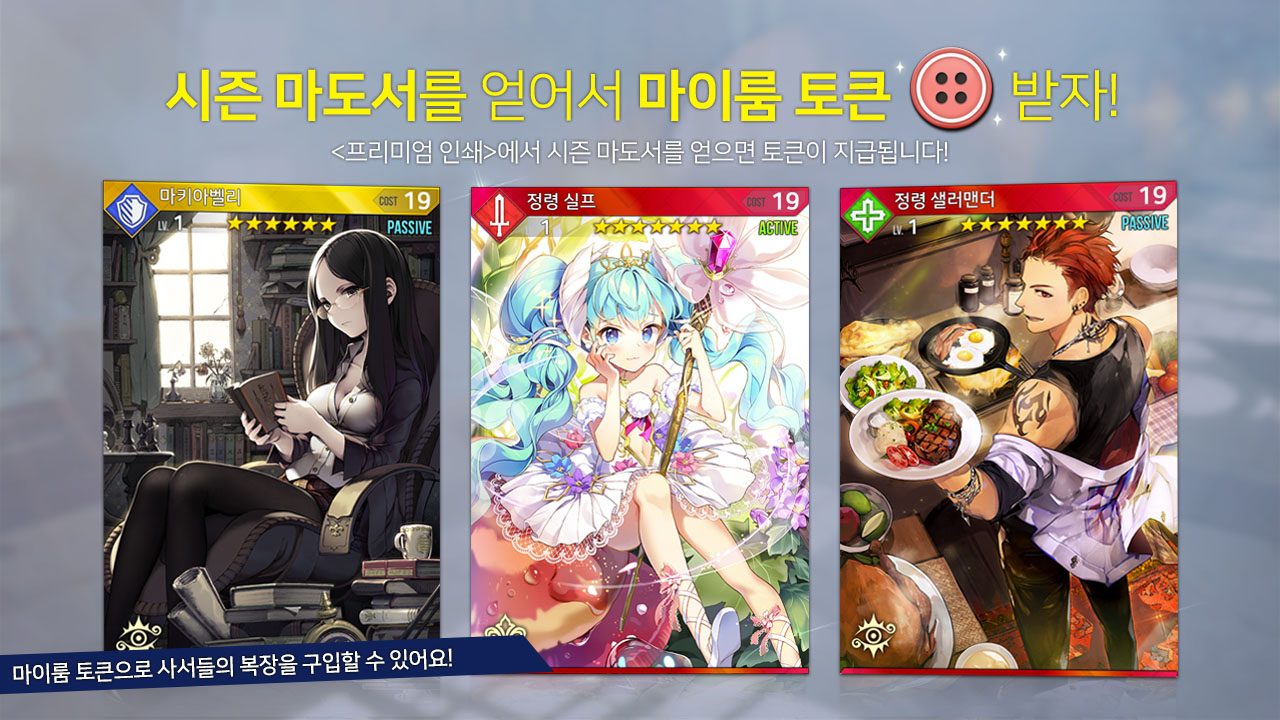 시즌 마도서를 얻어서 마이룸 토큰 받자!
<프리미엄 인쇄>에서 시즌 마도서를 얻으면 토큰이 지급됩니다!
마키아벨리 COST 19
LV. 1 PASSIVE
정령 실프 COST 19
1 ACTIVE
정령 샐러맨더 COST 19
LV. 1 PASSIVE
마이룸 토큰으로 사서들의 복장을 구입할 수 있어요!